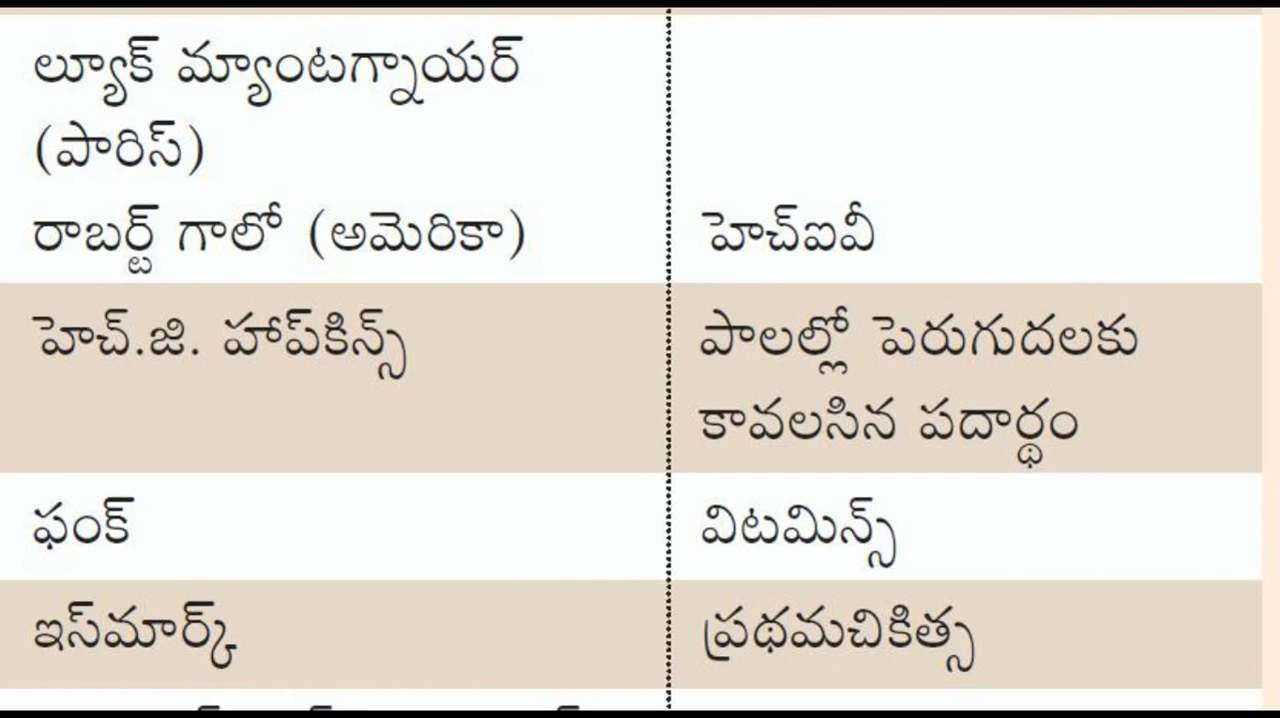 ల్యూక్ మ్యాంటగ్నాయర్
(పారిస్)
రాబర్ట్ గాలో (అమెరికా) హెచ్ఐవీ
హెచ్.జి. హాప్‌కిన్స్ పాలల్లో పెరుగుదలకు
కావలసిన పదార్థం
ఫంక్ విటమిన్స్
ఇస్‌మార్క్ ప్రథమచికిత్స